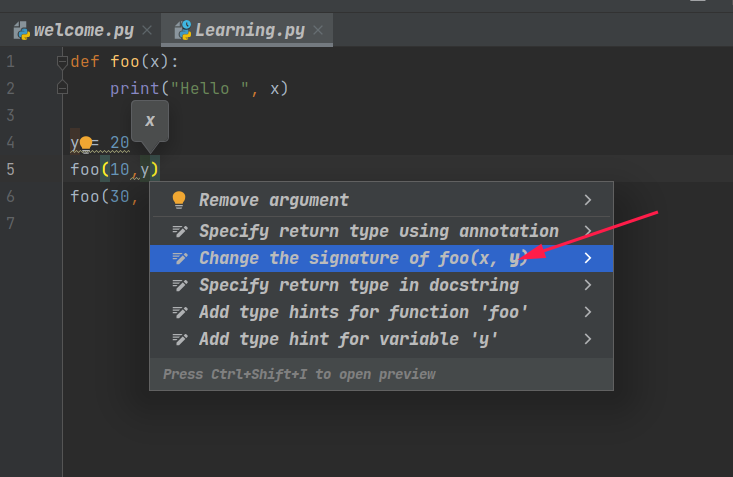 welcome.py Learning.py
1 def foo(x):
2 print("Hello ", x)
3
x
4 y = 20
5 foo(10,y)
6 foo(30,
7
Remove argument
Specify return type using annotation
Change the signature of foo(x, y)
Specify return type in docstring
Add type hints for function 'foo'
Add type hint for variable 'y'
Press Ctrl+Shift+I to open preview